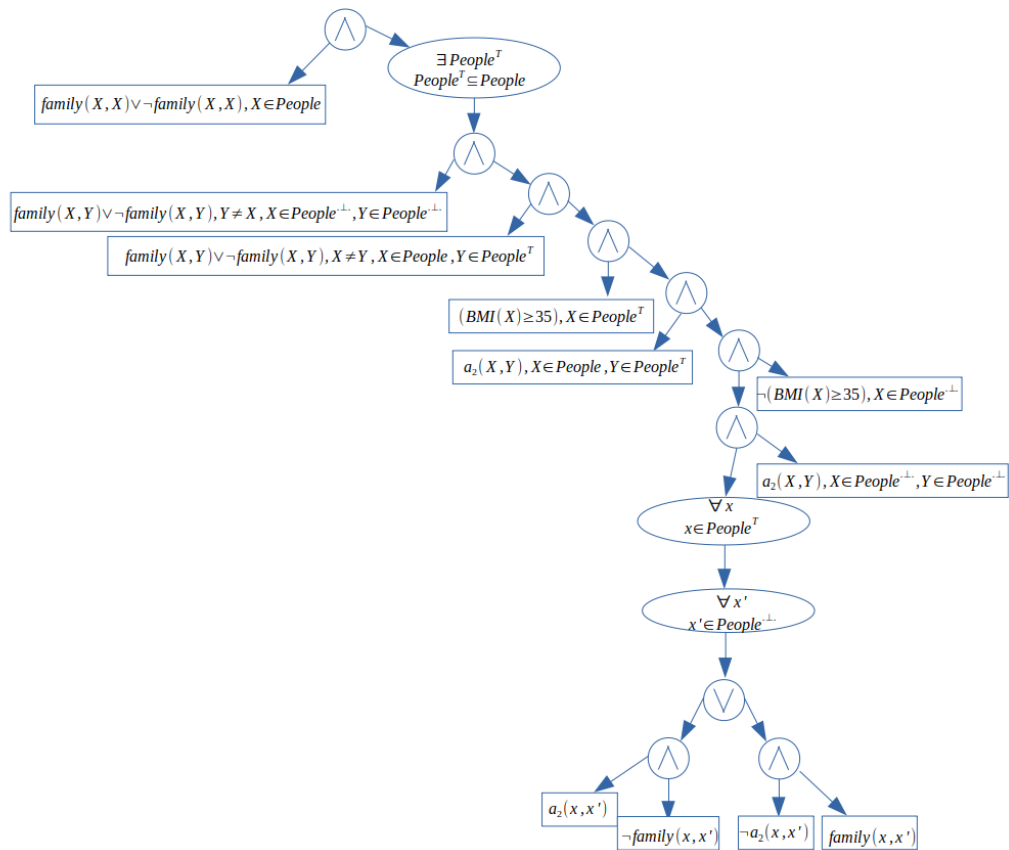 ⋀
∃ People^T
People^T ⊆ People
family(X, X) ∨ ¬family(X, X), X ∈ People
⋀
⋀
family(X, Y) ∨ ¬family(X, Y), Y ≠ X, X ∈ People^⊥, Y ∈ People^⊥
⋀
family(X, Y) ∨ ¬family(X, Y), X ≠ Y, X ∈ People, Y ∈ People^T
⋀
(BMI(X) ≥ 35), X ∈ People^T
⋀
a₂(X, Y), X ∈ People, Y ∈ People^T
¬(BMI(X) ≥ 35), X ∈ People^⊥
⋀
a₂(X, Y), X ∈ People^⊥, Y ∈ People^⊥
∀ x
x ∈ People^T
∀ x'
x' ∈ People^⊥
⋁
⋀ ⋀
a₂(x, x')
¬family(x, x')
¬a₂(x, x')
family(x, x')